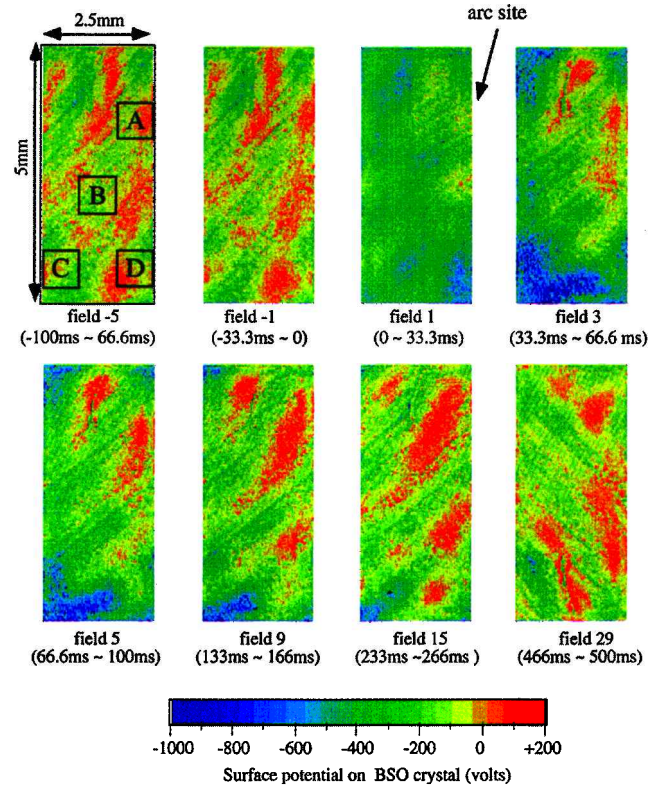 arc site
2.5mm
5mm
A
B
C
D
field -5
(-100ms ~ 66.6ms)
field -1
(-33.3ms ~ 0)
field 1
(0 ~ 33.3ms)
field 3
(33.3ms ~ 66.6 ms)
field 5
(66.6ms ~ 100ms)
field 9
(133ms ~ 166ms)
field 15
(233ms ~266ms )
field 29
(466ms ~ 500ms)
-1000 -800 -600 -400 -200 0 +200
Surface potential on BSO crystal (volts)